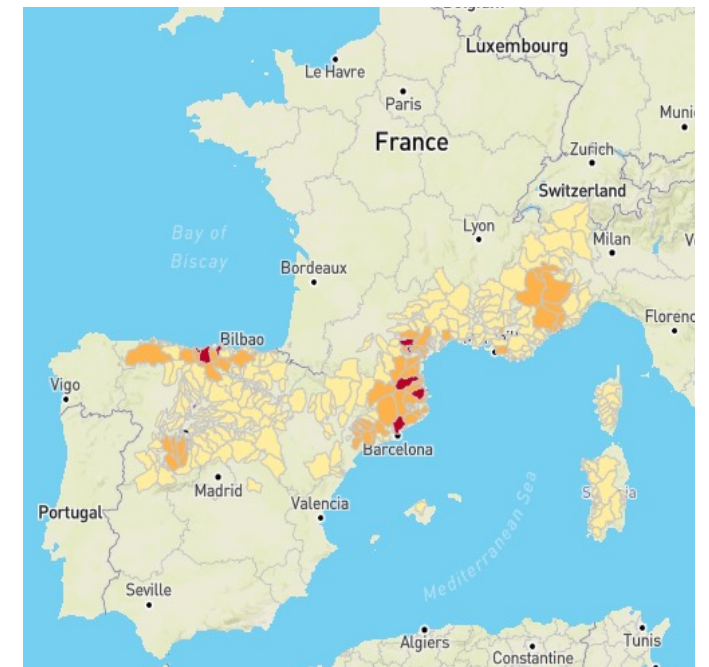 Luxembourg
Le Havre
Paris
Munic
France
Zurich
Switzerland
Lyon
Milan
Bay of
Biscay
Bordeaux
Florenc
Bilbao
Vigo
Barcelona
Madrid
Portugal
Valencia
Mediterranean Sea
Seville
Algiers
Tunis
Constantine